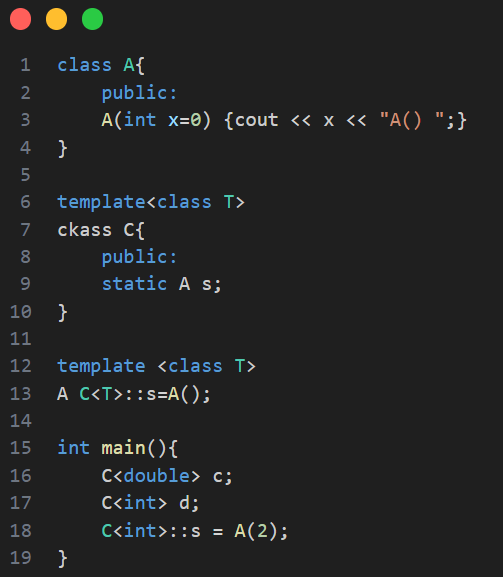 1 class A{
2     public:
3     A(int x=0) {cout << x << "A() ";}
4 }
5
6 template<class T>
7 ckass C{
8     public:
9     static A s;
10 }
11
12 template <class T>
13 A C<T>::s=A();
14
15 int main(){
16     C<double> c;
17     C<int> d;
18     C<int>::s = A(2);
19 }